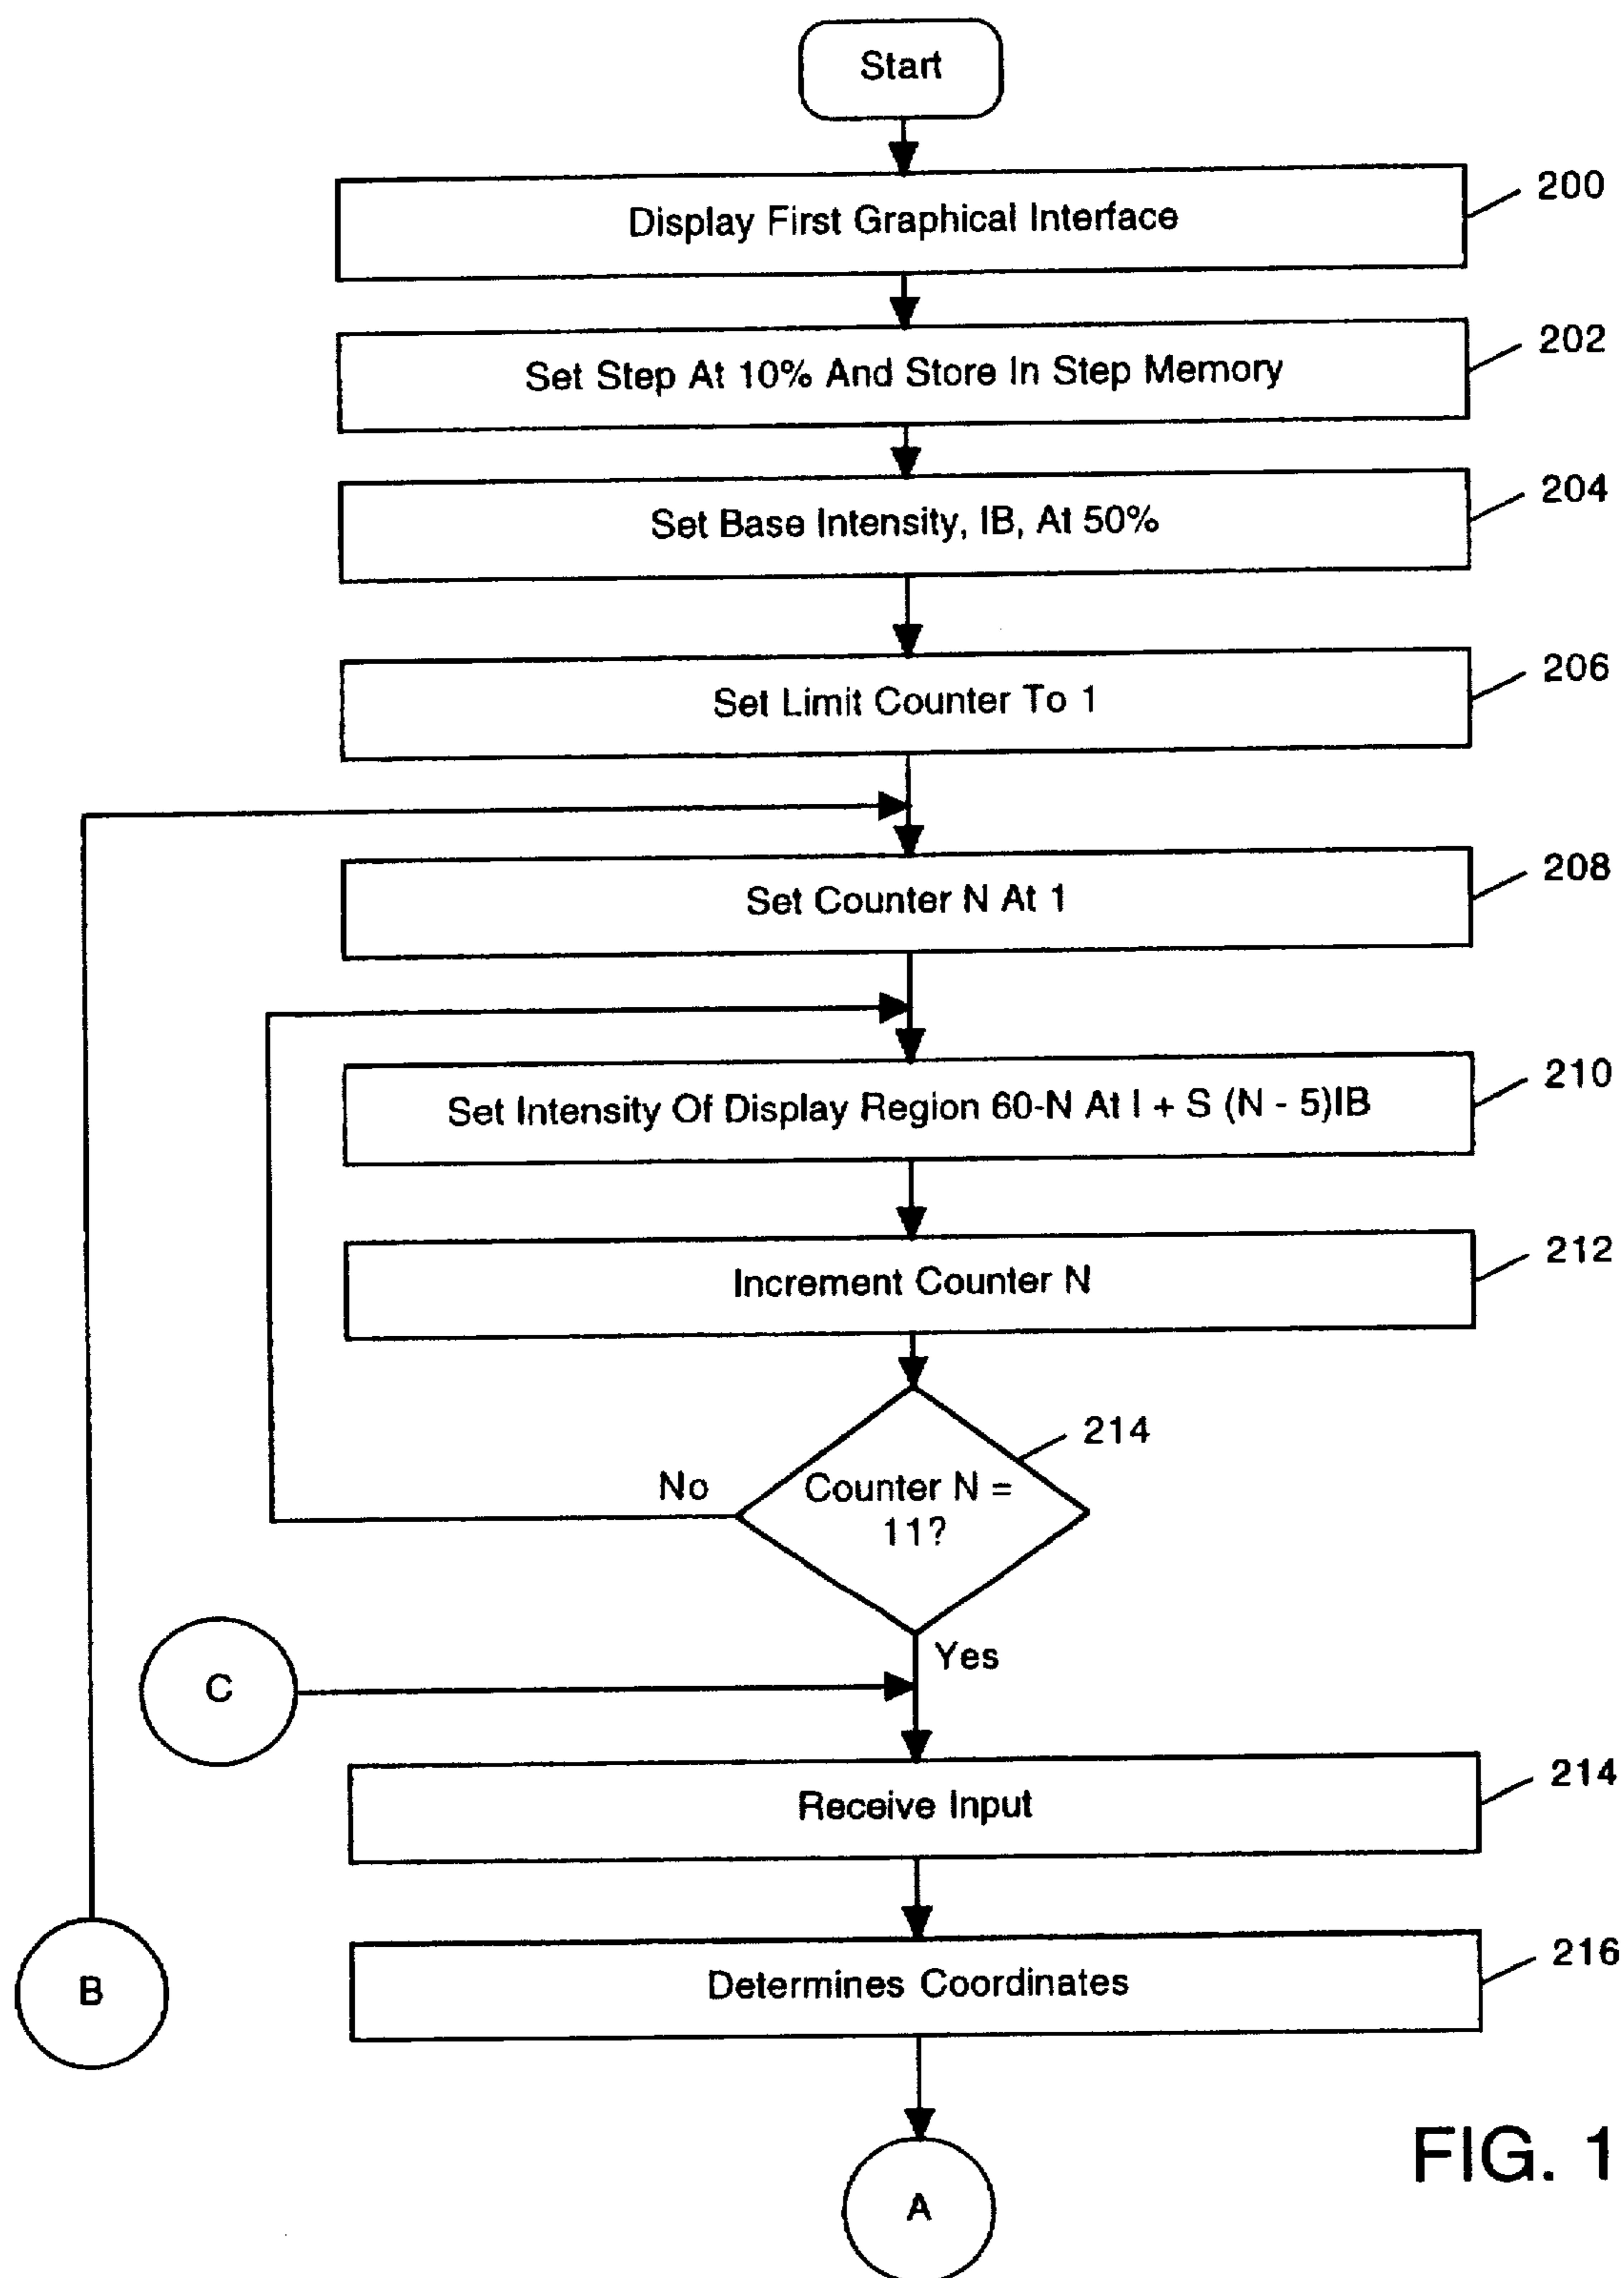 Start
Display First Graphical Interface
200
Set Step At 10% And Store In Step Memory
202
Set Base Intensity, IB, At 50%
204
Set Limit Counter To 1
206
Set Counter N At 1
208
Set Intensity Of Display Region 60-N At I + S (N - 5)IB
210
Increment Counter N
212
214
Counter N =
11?
No
Yes
C
Receive Input
214
B
Determines Coordinates
216
A
FIG. 1